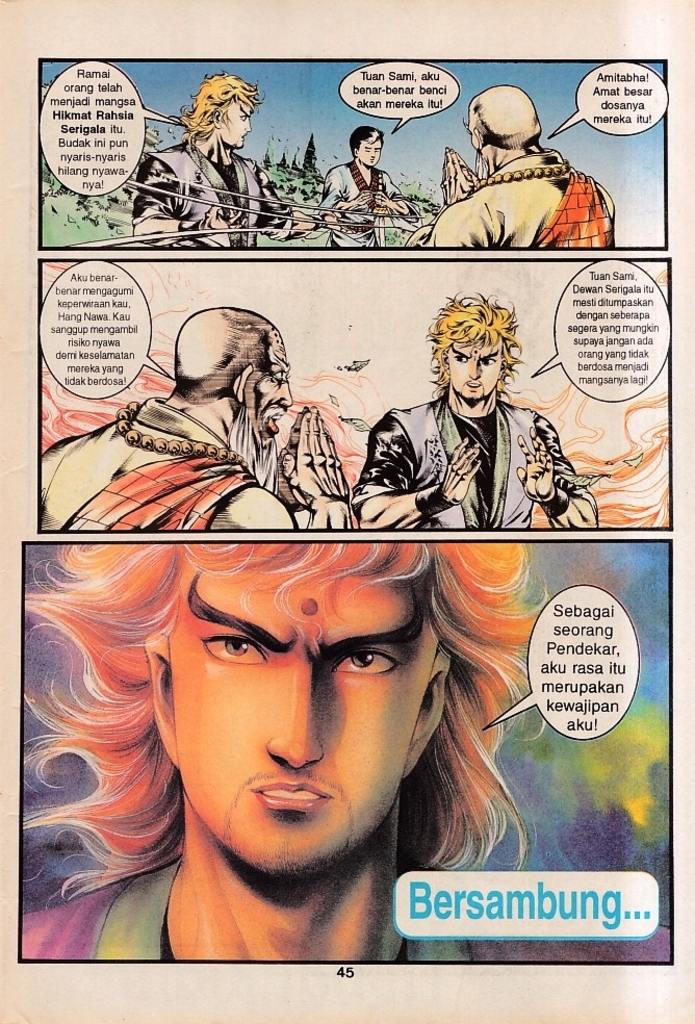 Ramai
orang telah
menjadi mangsa
Hikmat Rahsia
Serigala itu.
Budak ini pun
nyaris-nyaris
hilang nyawa-
nya!
Tuan Sami, aku
benar-benar benci
akan mereka itu!
Amitabha!
Amat besar
dosanya
mereka itu!
Aku benar-
benar mengagumi
keperwiraan kau,
Hang Nawa. Kau
sanggup mengambil
risiko nyawa
demi keselamatan
mereka yang
tidak berdosa!
Tuan Sami,
Dewan Serigala itu
mesti ditumpaskan
dengan seberapa
segera yang mungkin
supaya jangan ada
orang yang tidak
berdosa menjadi
mangsanya lagi!
Sebagai
seorang
Pendekar,
aku rasa itu
merupakan
kewajipan
aku!
Bersambung...
45